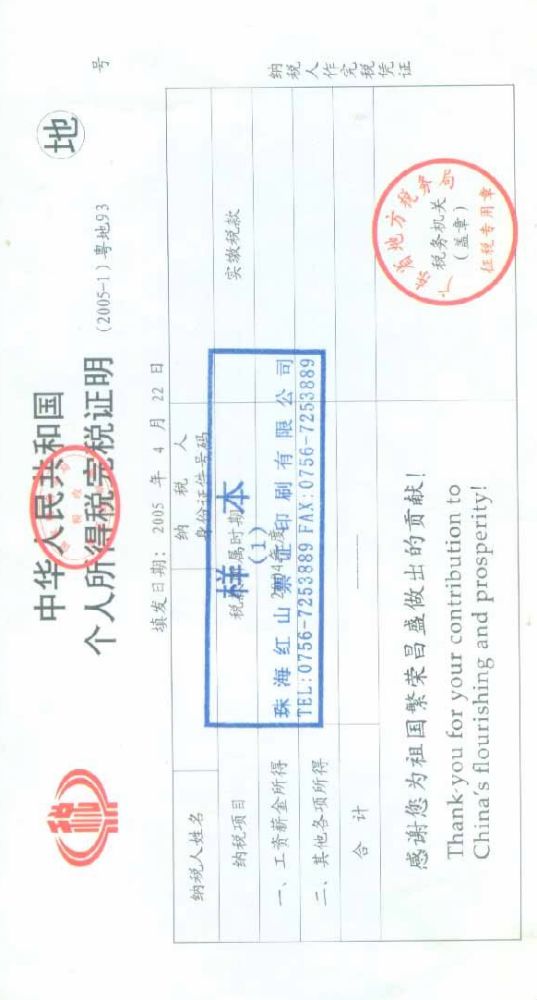 中华人民共和国
个人所得税完税证明
(2005-1)粤地93
地
号
填发日期：2005 年 4 月 22 日
纳税人姓名
纳 税 人
身份证件号码
纳税项目
税款所属时期
实缴税款
一、工资薪金所得
2004年度
二、其他各项所得
合 计
样本
(1)
珠海红山票证印刷有限公司
TEL:0756-7253889 FAX:0756-7253889
感谢您为祖国繁荣昌盛做出的贡献！
Thank-you for your contribution to
China's flourishing and prosperity!
税务机关
(盖章)
征税专用章
纳税人作完税凭证